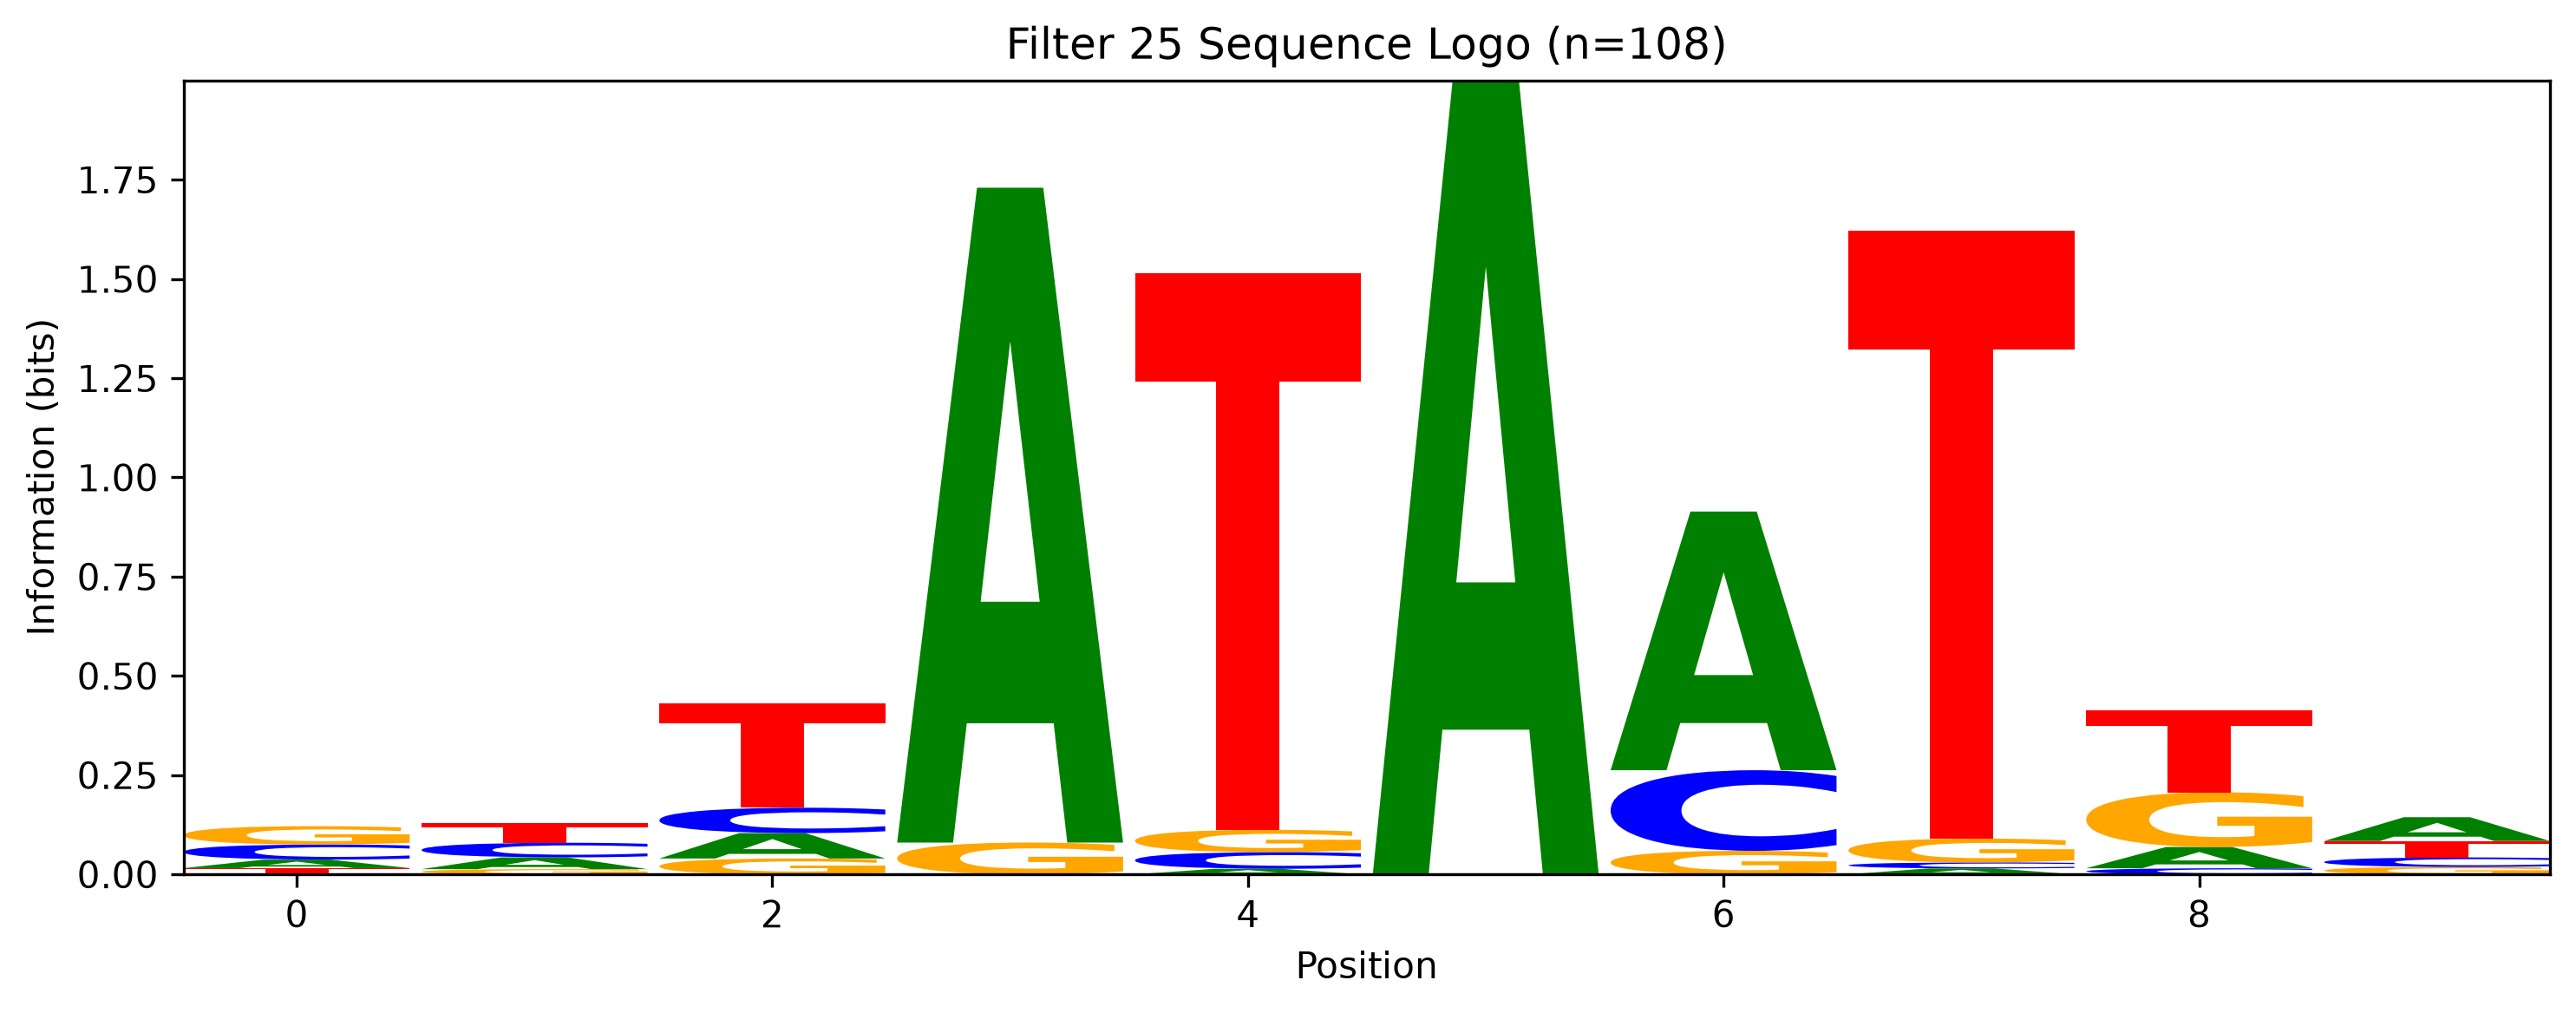 Filter 25 Sequence Logo (n=108)
Information (bits)
1.75
1.50
1.25
1.00
0.75
0.50
0.25
0.00
G T T A T A A T T A
C C C G G C G G T
A A A C G C A C
T G G A A C G
0 2 4 6 8
Position